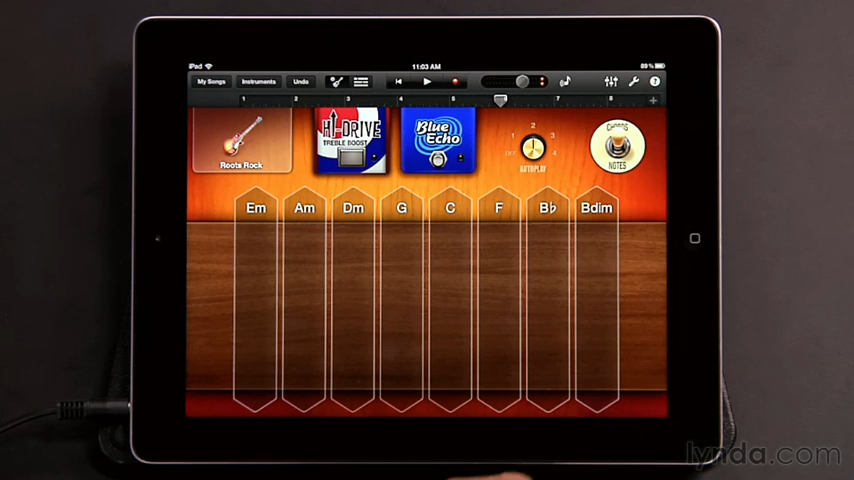 iPad 11:03 AM 89%
My Songs Instruments Undo
1 2 3 4 5 7 8
HI-DRIVE
TREBLE BOOST
Blue Echo
Roots Rock
OFF 1 2 3 4
AUTOPLAY
CHORDS
NOTES
Em Am Dm G C F B♭ Bdim
lynda.com